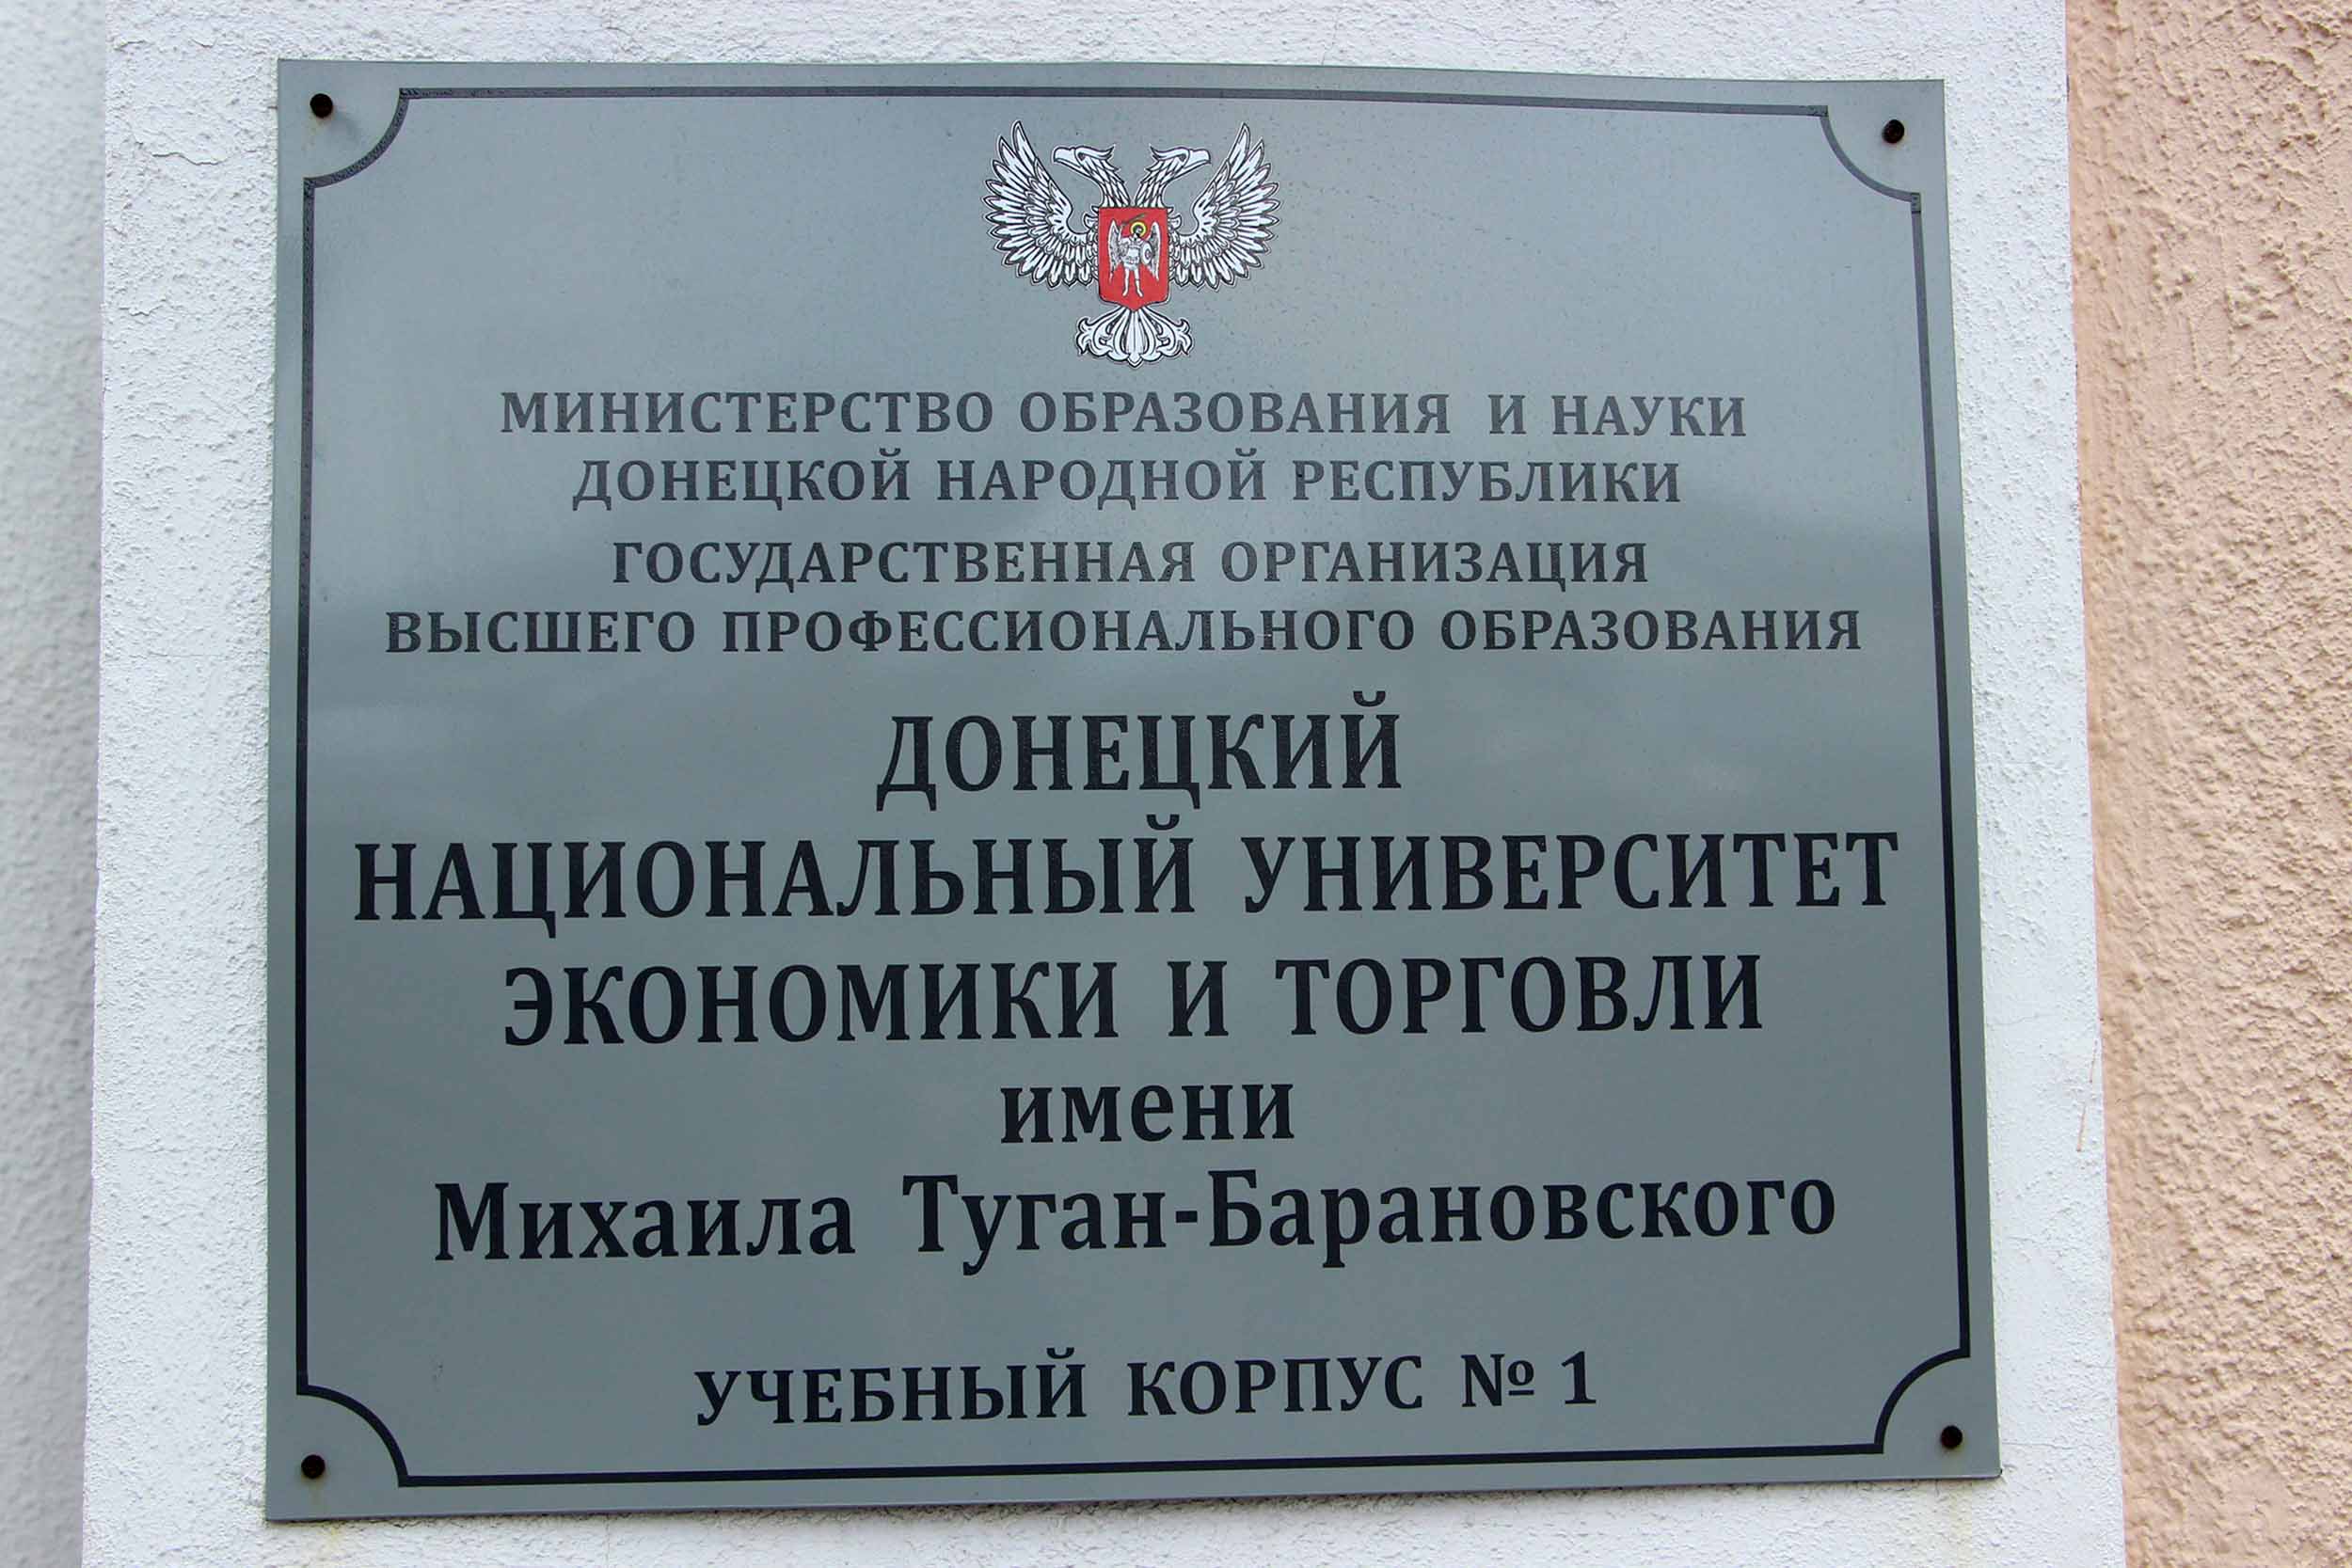 МИНИСТЕРСТВО ОБРАЗОВАНИЯ И НАУКИ
ДОНЕЦКОЙ НАРОДНОЙ РЕСПУБЛИКИ
ГОСУДАРСТВЕННАЯ ОРГАНИЗАЦИЯ
ВЫСШЕГО ПРОФЕССИОНАЛЬНОГО ОБРАЗОВАНИЯ
ДОНЕЦКИЙ
НАЦИОНАЛЬНЫЙ УНИВЕРСИТЕТ
ЭКОНОМИКИ И ТОРГОВЛИ
имени
Михаила Туган-Барановского
УЧЕБНЫЙ КОРПУС № 1